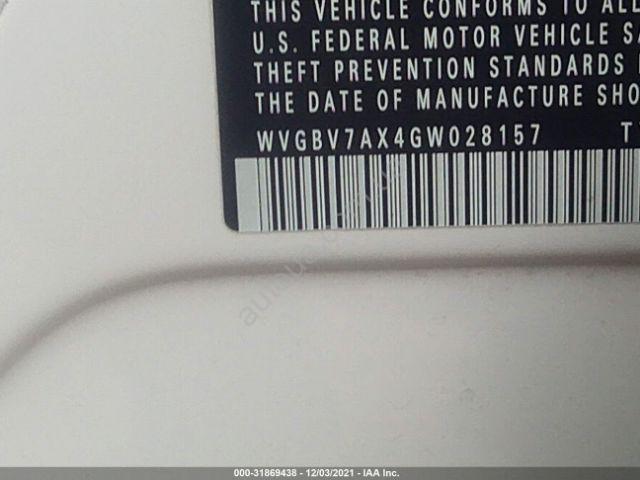 THIS VEHICLE CONFORMS TO ALL
U.S. FEDERAL MOTOR VEHICLE SA
THEFT PREVENTION STANDARDS
THE DATE OF MANUFACTURE SHO
WVGBV7AX4GW028157 T
000-31869438 - 12/03/2021 - IAA Inc.